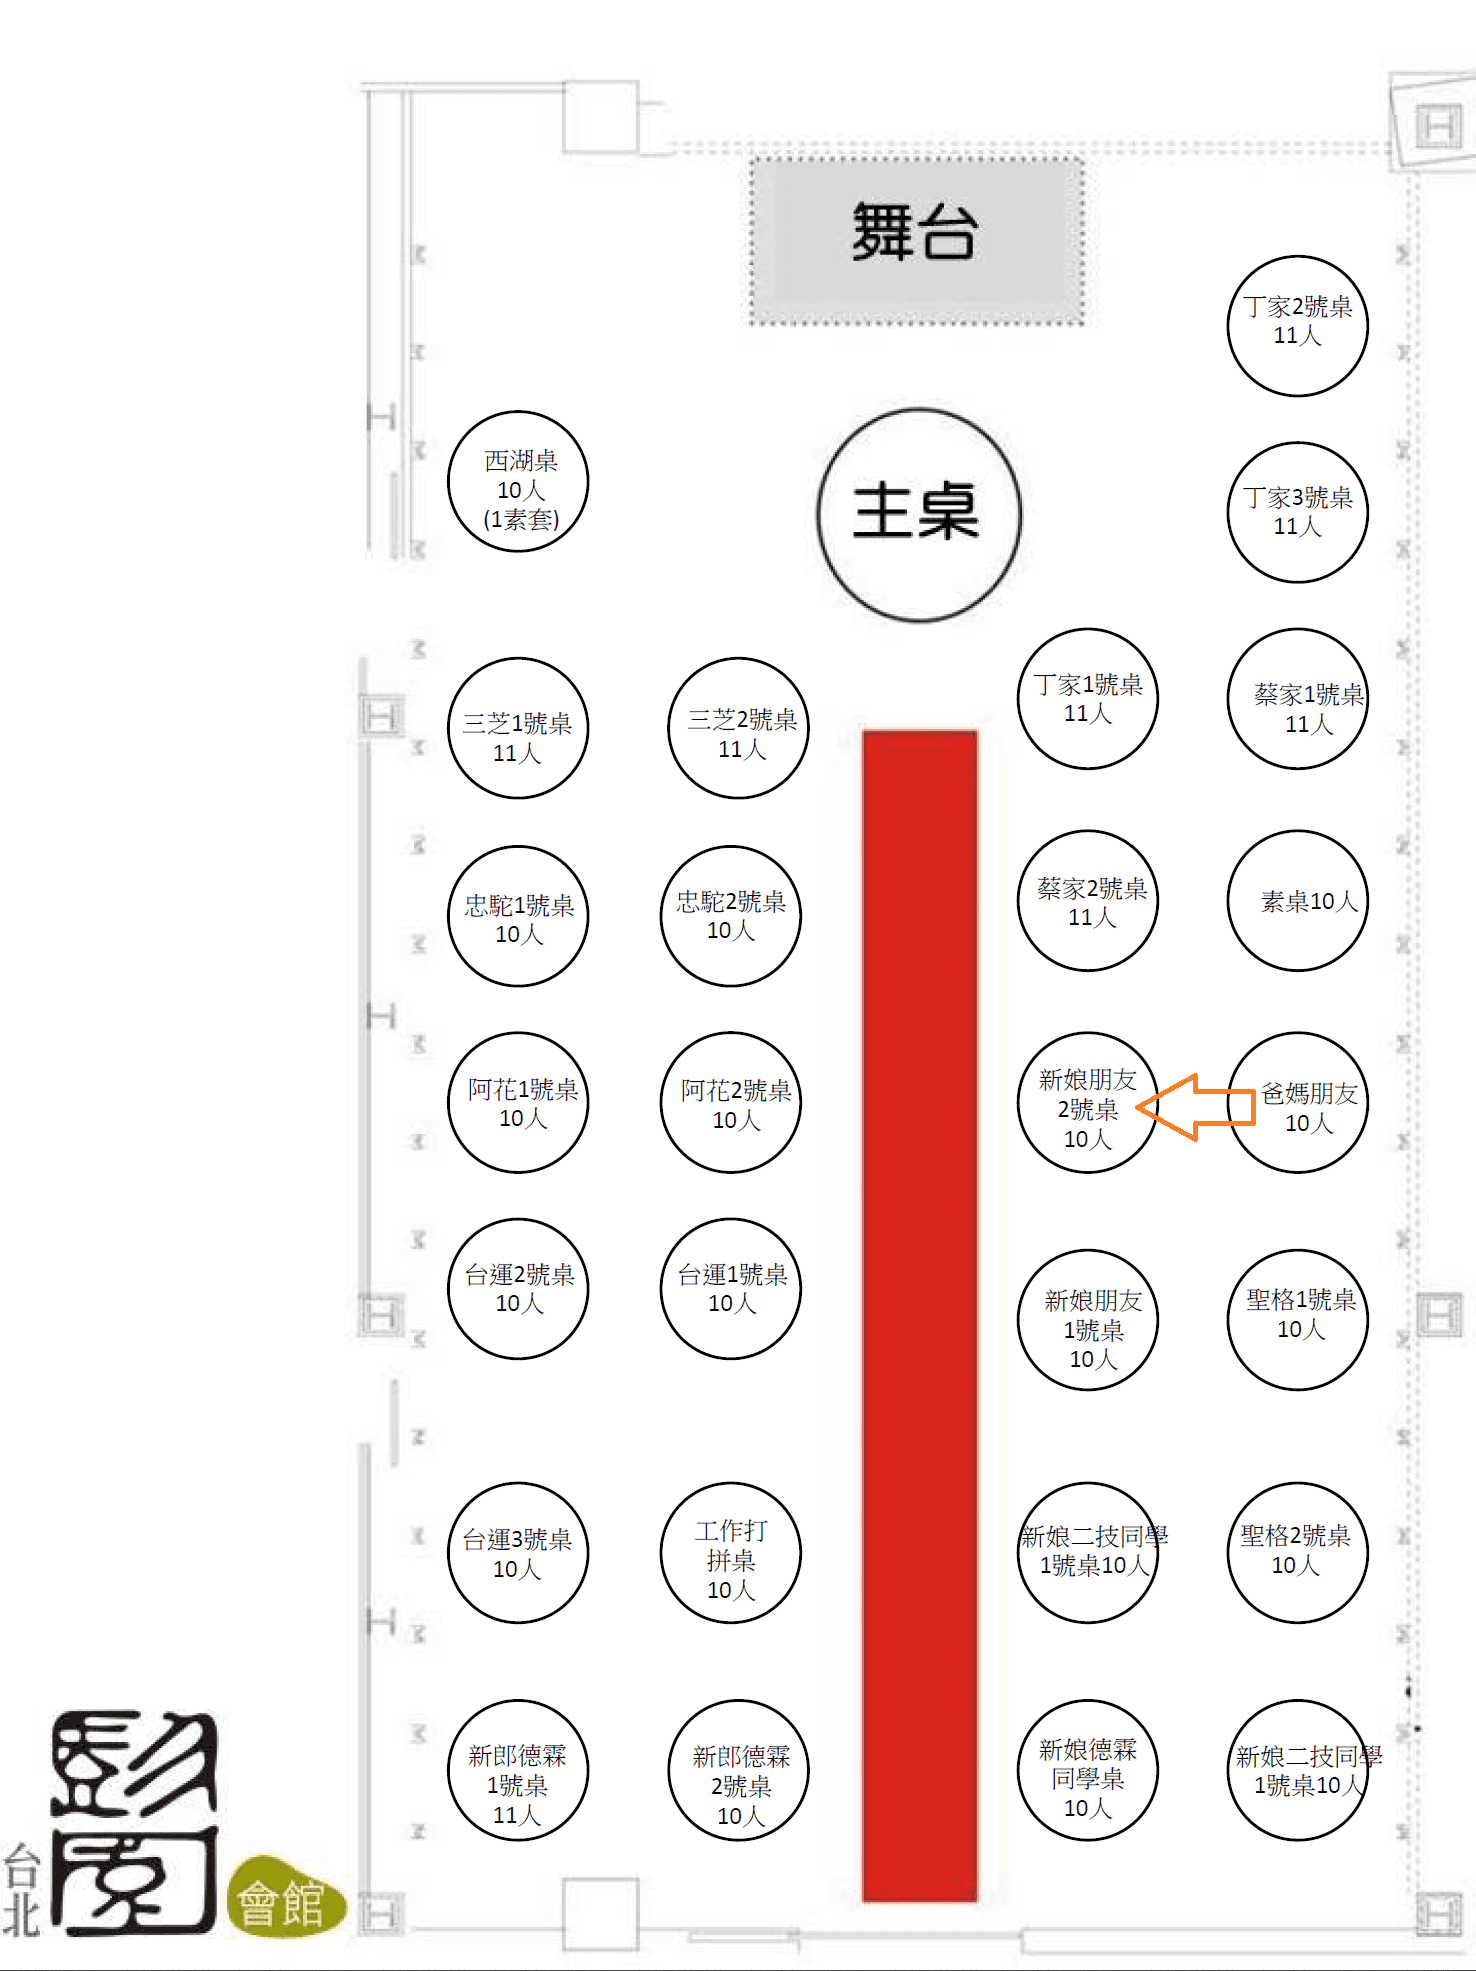 舞台
丁家2號桌
11人
西湖桌
10人
(1素套)
主桌
丁家3號桌
11人
三芝1號桌
11人
三芝2號桌
11人
丁家1號桌
11人
蔡家1號桌
11人
忠駝1號桌
10人
忠駝2號桌
10人
蔡家2號桌
11人
素桌10人
阿花1號桌
10人
阿花2號桌
10人
新娘朋友
2號桌
10人
爸媽朋友
10人
台運2號桌
10人
台運1號桌
10人
新娘朋友
1號桌
10人
聖格1號桌
10人
台運3號桌
10人
工作打
拼桌
10人
新娘二技同學
1號桌10人
聖格2號桌
10人
新郎德霖
1號桌
11人
新郎德霖
2號桌
10人
新娘德霖
同學桌
10人
新娘二技同學
1號桌10人
彭園
台北
會館